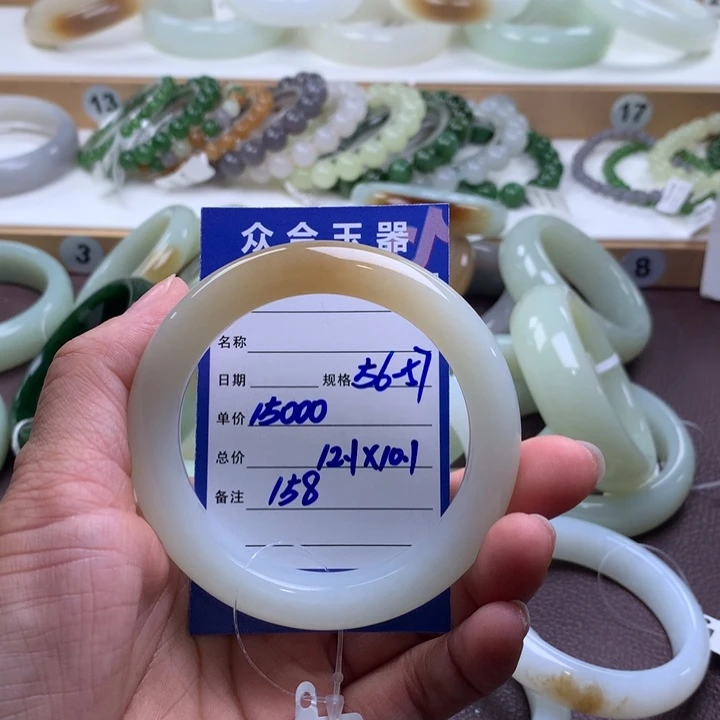 13
17
3
8
众合玉器
名称
日期 规格 56-57
单价 15000
总价 12.1X10.1
备注 158